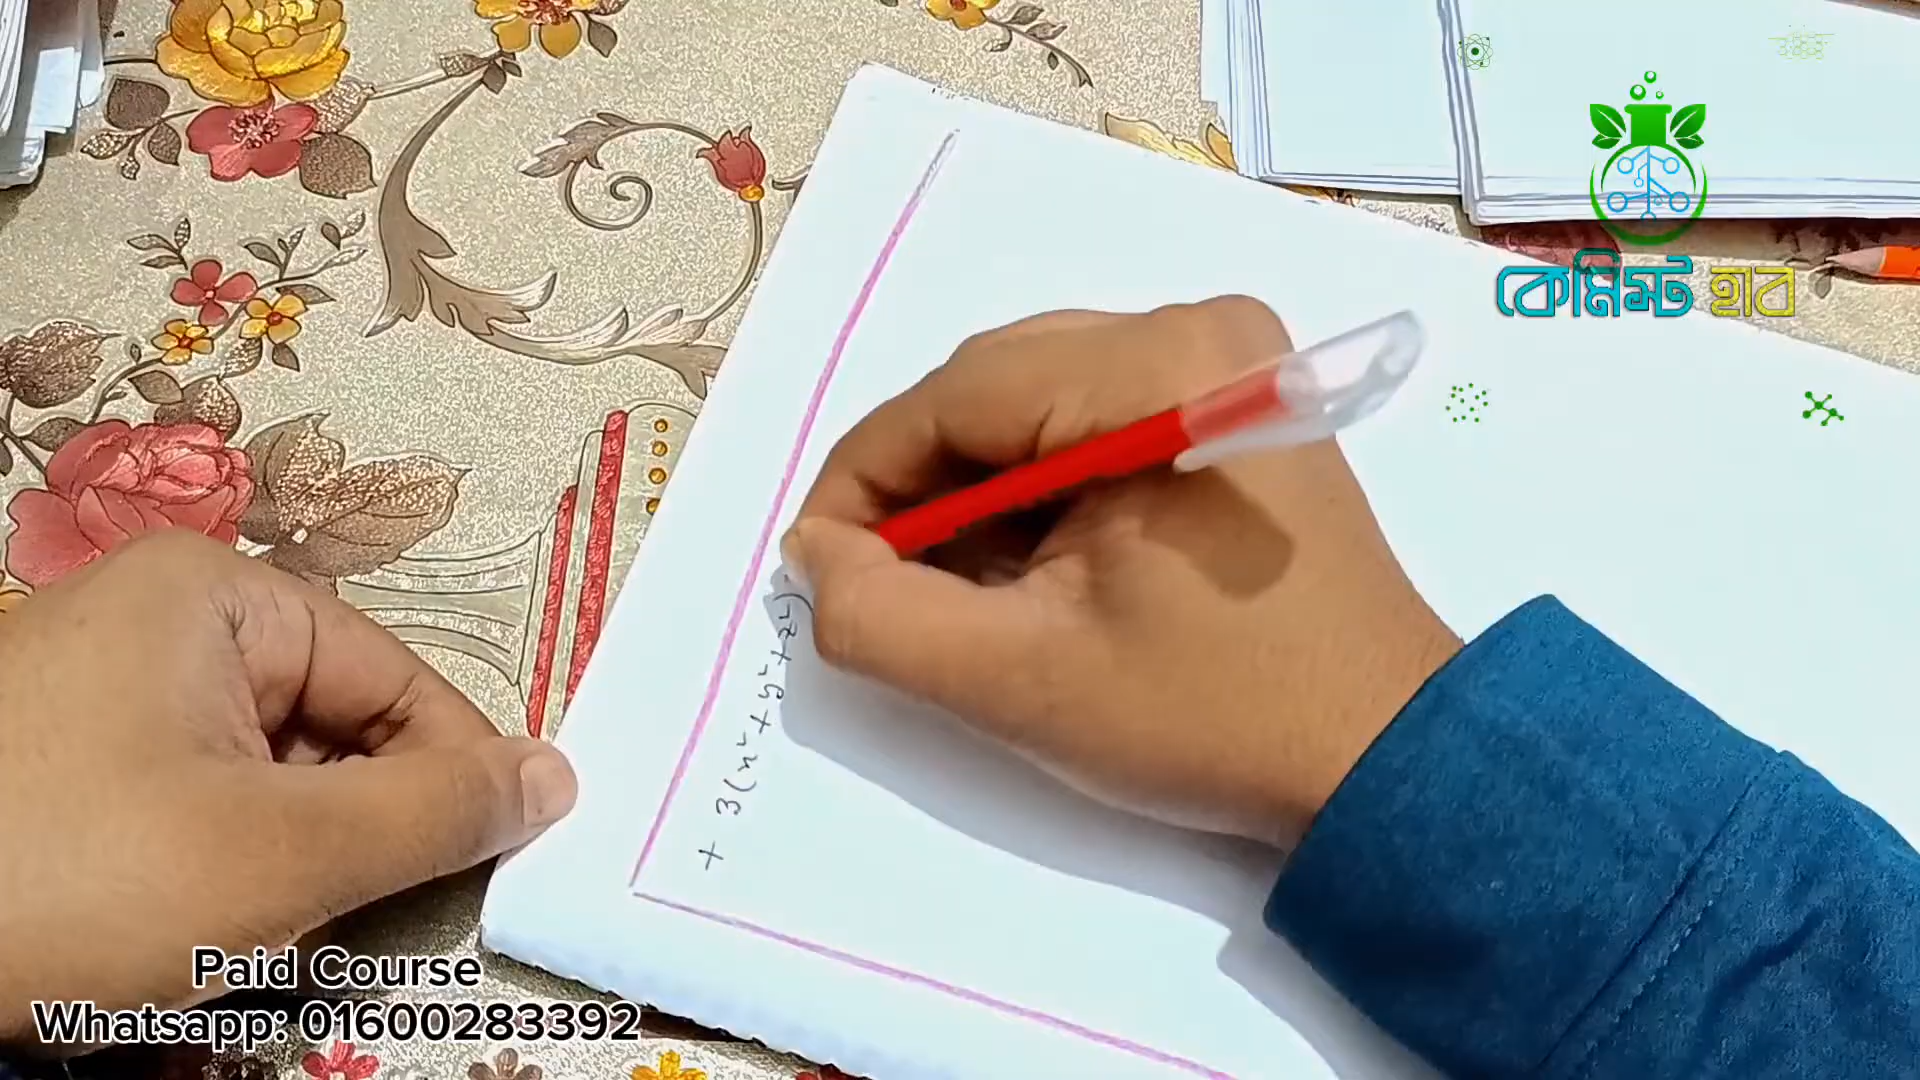 কেমিস্ট হাব
+ 3(x²+y²+z²)
Paid Course
Whatsapp: 01600283392